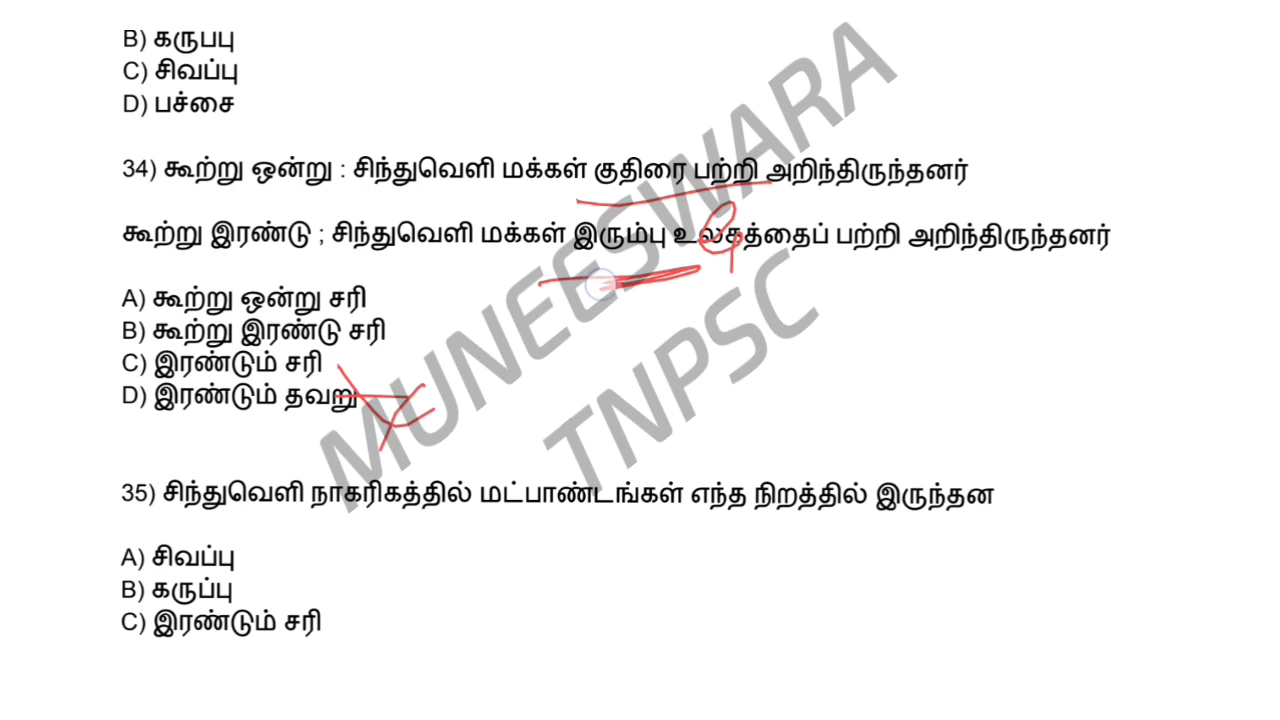 B) கருபபு
C) சிவப்பு
D) பச்சை
34) கூற்று ஒன்று : சிந்துவெளி மக்கள் குதிரை பற்றி அறிந்திருந்தனர்
கூற்று இரண்டு ; சிந்துவெளி மக்கள் இரும்பு உலகத்தைப் பற்றி அறிந்திருந்தனர்
A) கூற்று ஒன்று சரி
B) கூற்று இரண்டு சரி
C) இரண்டும் சரி
D) இரண்டும் தவறு
35) சிந்துவெளி நாகரிகத்தில் மட்பாண்டங்கள் எந்த நிறத்தில் இருந்தன
A) சிவப்பு
B) கருப்பு
C) இரண்டும் சரி
MUNEESWARA
TNPSC